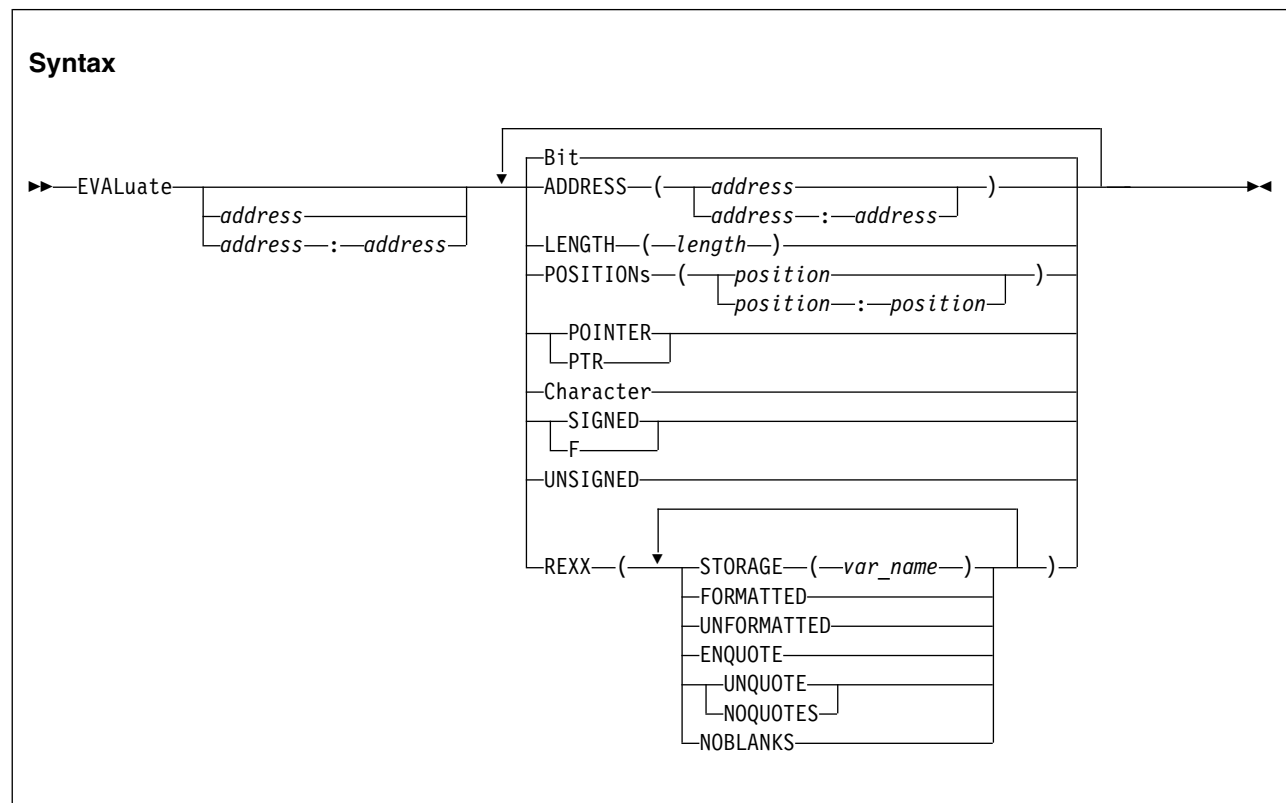 Syntax
Bit
►►—EVALuate— address ADDRESS—(— address —) ►◄
address—:—address address—:—address
LENGTH—(—length—)
POSITIONs—(— position —)
position—:—position
POINTER
PTR
Character
SIGNED
F
UNSIGNED
REXX—(— STORAGE—(—var_name—) —)
FORMATTED
UNFORMATTED
ENQUOTE
UNQUOTE
NOQUOTES
NOBLANKS